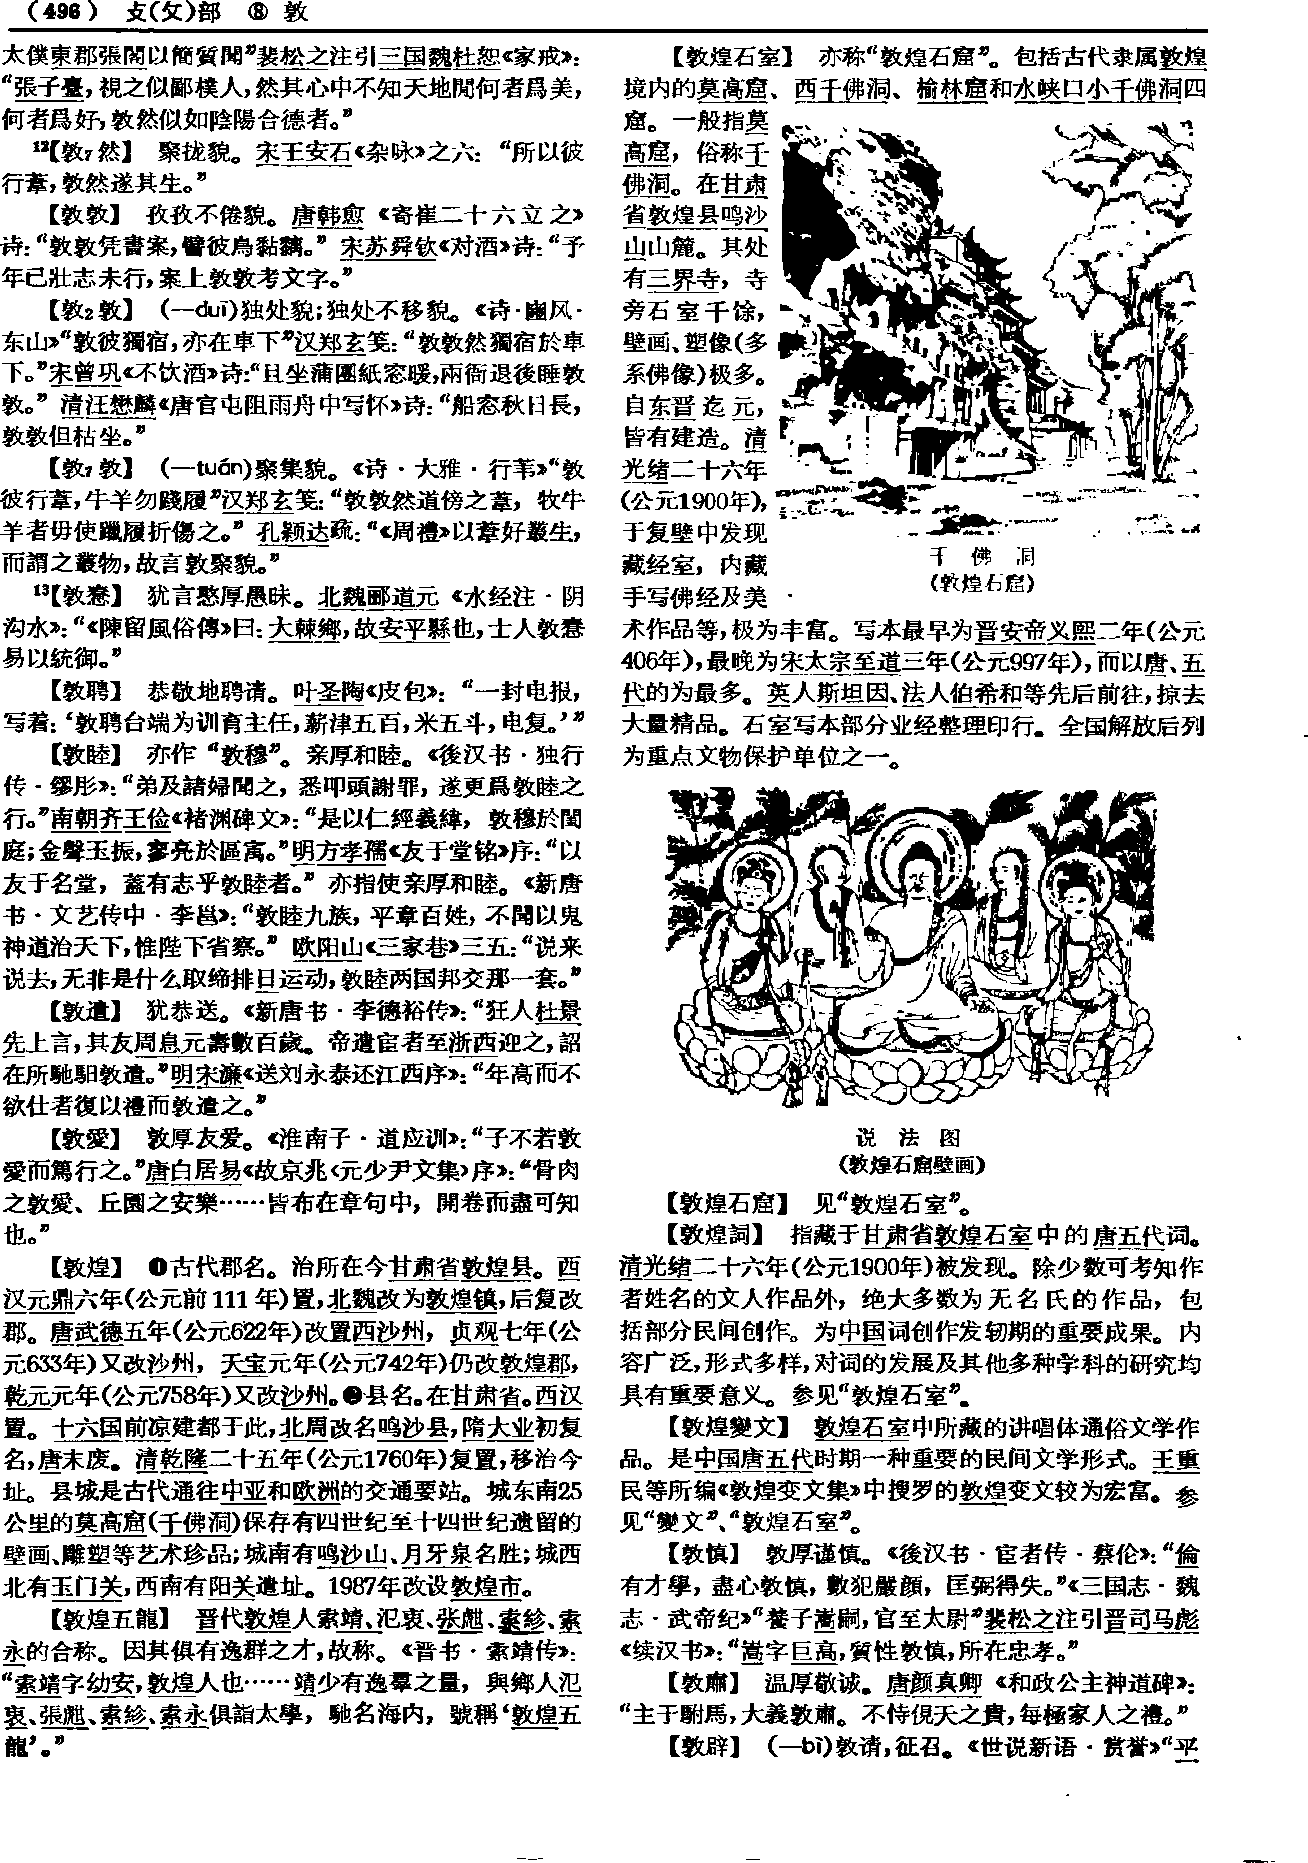 （496） 攴(攵)部 ⑧ 敦
太僕東郡張閣以簡質聞”裴松之注引三国魏杜恕《家戒》：
“張子臺，視之似鄙樸人，然其心中不知天地間何者爲美，
何者爲好，敦然似如陰陽合德者。”
¹²【敦₇然】 聚拢貌。宋王安石《杂咏》之六：“所以彼
行葦，敦然遂其生。”
【敦敦】 孜孜不倦貌。唐韩愈《寄崔二十六立之》
诗：“敦敦凭書案，譬彼鳥黏黐。” 宋苏舜钦《对酒》诗：“予
年已壯志未行，案上敦敦考文字。”
【敦₂敦】 （—duī）独处貌；独处不移貌。《诗·豳风·
东山》“敦彼獨宿，亦在車下”汉郑玄笺：“敦敦然獨宿於車
下。”宋曾巩《不饮酒》诗：“且坐蒲團紙窓暖，兩衙退後睡敦
敦。” 清汪懋麟《唐官屯阻雨舟中写怀》诗：“船窓秋日長，
敦敦但枯坐。”
【敦₇敦】 （—tuán）聚集貌。《诗·大雅·行苇》“敦
彼行葦，牛羊勿踐履”汉郑玄笺：“敦敦然道傍之葦，牧牛
羊者毋使躐履折傷之。” 孔颖达疏：“《周禮》以葦好叢生，
而謂之叢物，故言敦聚貌。”
¹³【敦惷】 犹言憨厚愚昧。北魏郦道元《水经注·阴
沟水》：“《陳留風俗傳》曰：大棘鄉，故安平縣也，士人敦惷
易以統御。”
【敦聘】 恭敬地聘请。叶圣陶《皮包》：“一封电报，
写着：‘敦聘台端为训育主任，薪津五百，米五斗，电复。’”
【敦睦】 亦作“敦穆”。亲厚和睦。《後汉书·独行
传·缪肜》：“弟及諸婦聞之，悉叩頭謝罪，遂更爲敦睦之
行。”南朝齐王俭《褚渊碑文》：“是以仁經義緯，敦穆於閨
庭；金聲玉振，寥亮於區寓。”明方孝孺《友于堂铭》序：“以
友于名堂，蓋有志乎敦睦者。” 亦指使亲厚和睦。《新唐
书·文艺传中·李邕》：“敦睦九族，平章百姓，不聞以鬼
神道治天下，惟陛下省察。” 欧阳山《三家巷》三五：“说来
说去，无非是什么取缔排日运动，敦睦两国邦交那一套。”
【敦遣】 犹恭送。《新唐书·李德裕传》：“狂人杜景
先上言，其友周息元壽數百歲。帝遣宦者至浙西迎之，詔
在所馳馹敦遣。”明宋濂《送刘永泰还江西序》：“年高而不
欲仕者復以禮而敦遣之。”
【敦愛】 敦厚友爱。《淮南子·道应训》：“子不若敦
愛而篤行之。”唐白居易《故京兆〈元少尹文集〉序》：“骨肉
之敦愛、丘園之安樂……皆布在章句中，開卷而盡可知
也。”
【敦煌】 ❶古代郡名。治所在今甘肃省敦煌县。西
汉元鼎六年（公元前111年）置，北魏改为敦煌镇，后复改
郡。唐武德五年（公元622年）改置西沙州，贞观七年（公
元633年）又改沙州，天宝元年（公元742年）仍改敦煌郡，
乾元元年（公元758年）又改沙州。❷县名。在甘肃省。西汉
置。十六国前凉建都于此，北周改名鸣沙县，隋大业初复
名，唐末废。清乾隆二十五年（公元1760年）复置，移治今
址。县城是古代通往中亚和欧洲的交通要站。城东南25
公里的莫高窟（千佛洞）保存有四世纪至十四世纪遗留的
壁画、雕塑等艺术珍品；城南有鸣沙山、月牙泉名胜；城西
北有玉门关，西南有阳关遗址。1987年改设敦煌市。
【敦煌五龍】 晋代敦煌人索靖、氾衷、张甝、索紾、索
永的合称。因其俱有逸群之才，故称。《晋书·索靖传》：
“索靖字幼安，敦煌人也……靖少有逸羣之量，與鄉人氾
衷、張甝、索紾、索永俱詣太學，馳名海内，號稱‘敦煌五
龍’。”
【敦煌石室】 亦称“敦煌石窟”。包括古代隶属敦煌
境内的莫高窟、西千佛洞、榆林窟和水峡口小千佛洞四
窟。一般指莫
高窟，俗称千
佛洞。在甘肃
省敦煌县鸣沙
山山麓。其处
有三界寺，寺
旁石室千馀，
壁画、塑像（多
系佛像）极多。
自东晋迄元，
皆有建造。清
光绪二十六年
（公元1900年），
于复壁中发现
藏经室，内藏
手写佛经及美
千佛洞
（敦煌石窟）
术作品等，极为丰富。写本最早为晋安帝义熙二年（公元
406年），最晚为宋太宗至道三年（公元997年），而以唐、五
代的为最多。英人斯坦因、法人伯希和等先后前往，掠去
大量精品。石室写本部分业经整理印行。全国解放后列
为重点文物保护单位之一。
说法图
（敦煌石窟壁画）
【敦煌石窟】 见“敦煌石室”。
【敦煌詞】 指藏于甘肃省敦煌石室中的唐五代词。
清光绪二十六年（公元1900年）被发现。除少数可考知作
者姓名的文人作品外，绝大多数为无名氏的作品，包
括部分民间创作。为中国词创作发轫期的重要成果。内
容广泛，形式多样，对词的发展及其他多种学科的研究均
具有重要意义。参见“敦煌石室”。
【敦煌變文】 敦煌石室中所藏的讲唱体通俗文学作
品。是中国唐五代时期一种重要的民间文学形式。王重
民等所编《敦煌变文集》中搜罗的敦煌变文较为宏富。参
见“變文”、“敦煌石室”。
【敦慎】 敦厚谨慎。《後汉书·宦者传·蔡伦》：“倫
有才學，盡心敦慎，數犯嚴顔，匡弼得失。”《三国志·魏
志·武帝纪》“養子嵩嗣，官至太尉”裴松之注引晋司马彪
《续汉书》：“嵩字巨高，質性敦慎，所在忠孝。”
【敦肅】 温厚敬诚。唐颜真卿《和政公主神道碑》：
“主于駙馬，大義敦肅。不恃俔天之貴，每極家人之禮。”
【敦辟】 （—bì）敦请，征召。《世说新语·赏誉》“平